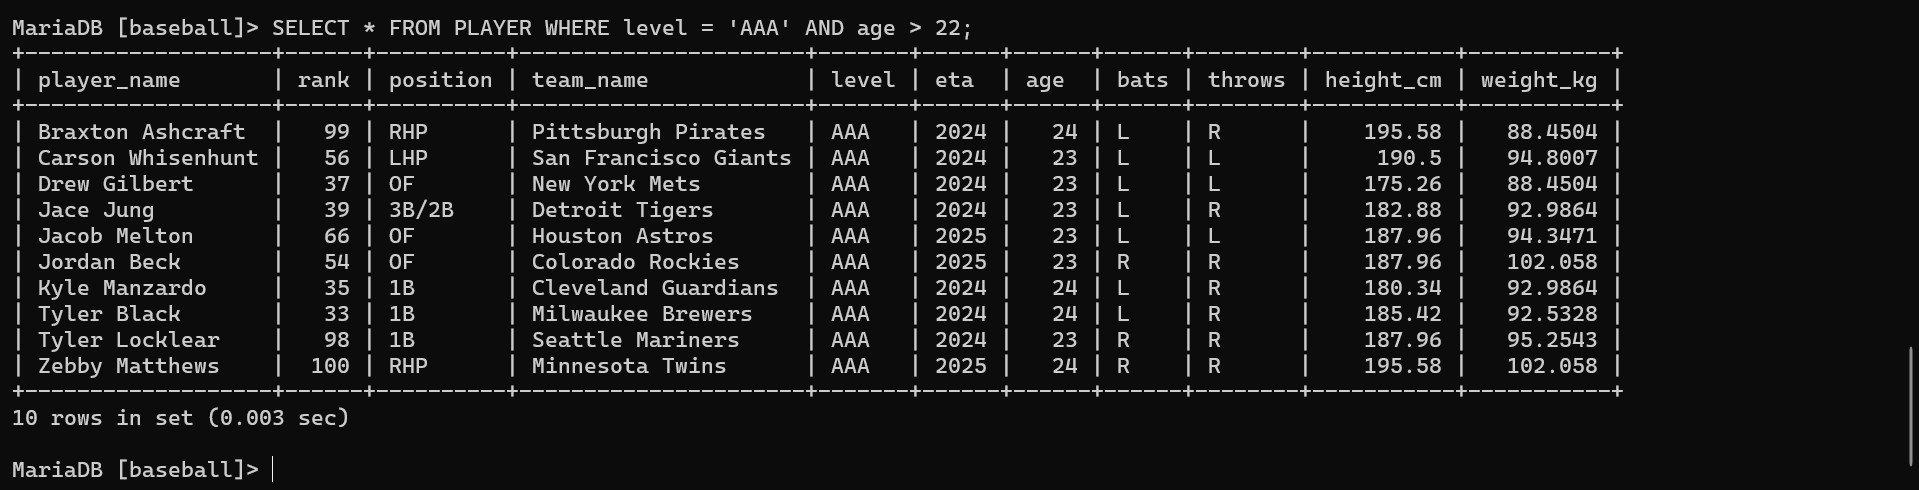 MariaDB [baseball]> SELECT * FROM PLAYER WHERE level = 'AAA' AND age > 22;
+-------------------+------+----------+----------------------+-------+------+------+------+--------+-----------+-----------+
| player_name       | rank | position | team_name            | level | eta  | age  | bats | throws | height_cm | weight_kg |
+-------------------+------+----------+----------------------+-------+------+------+------+--------+-----------+-----------+
| Braxton Ashcraft  |   99 | RHP      | Pittsburgh Pirates   | AAA   | 2024 |   24 | L    | R      |    195.58 |   88.4504 |
| Carson Whisenhunt |   56 | LHP      | San Francisco Giants | AAA   | 2024 |   23 | L    | L      |     190.5 |   94.8007 |
| Drew Gilbert      |   37 | OF       | New York Mets        | AAA   | 2024 |   23 | L    | L      |    175.26 |   88.4504 |
| Jace Jung         |   39 | 3B/2B    | Detroit Tigers       | AAA   | 2024 |   23 | L    | R      |    182.88 |   92.9864 |
| Jacob Melton      |   66 | OF       | Houston Astros       | AAA   | 2025 |   23 | L    | L      |    187.96 |   94.3471 |
| Jordan Beck       |   54 | OF       | Colorado Rockies     | AAA   | 2025 |   23 | R    | R      |    187.96 |   102.058 |
| Kyle Manzardo     |   35 | 1B       | Cleveland Guardians  | AAA   | 2024 |   24 | L    | R      |    180.34 |   92.9864 |
| Tyler Black       |   33 | 1B       | Milwaukee Brewers    | AAA   | 2024 |   24 | L    | R      |    185.42 |   92.5328 |
| Tyler Locklear    |   98 | 1B       | Seattle Mariners     | AAA   | 2024 |   23 | R    | R      |    187.96 |   95.2543 |
| Zebby Matthews    |  100 | RHP      | Minnesota Twins      | AAA   | 2025 |   24 | R    | R      |    195.58 |   102.058 |
+-------------------+------+----------+----------------------+-------+------+------+------+--------+-----------+-----------+
10 rows in set (0.003 sec)
MariaDB [baseball]>